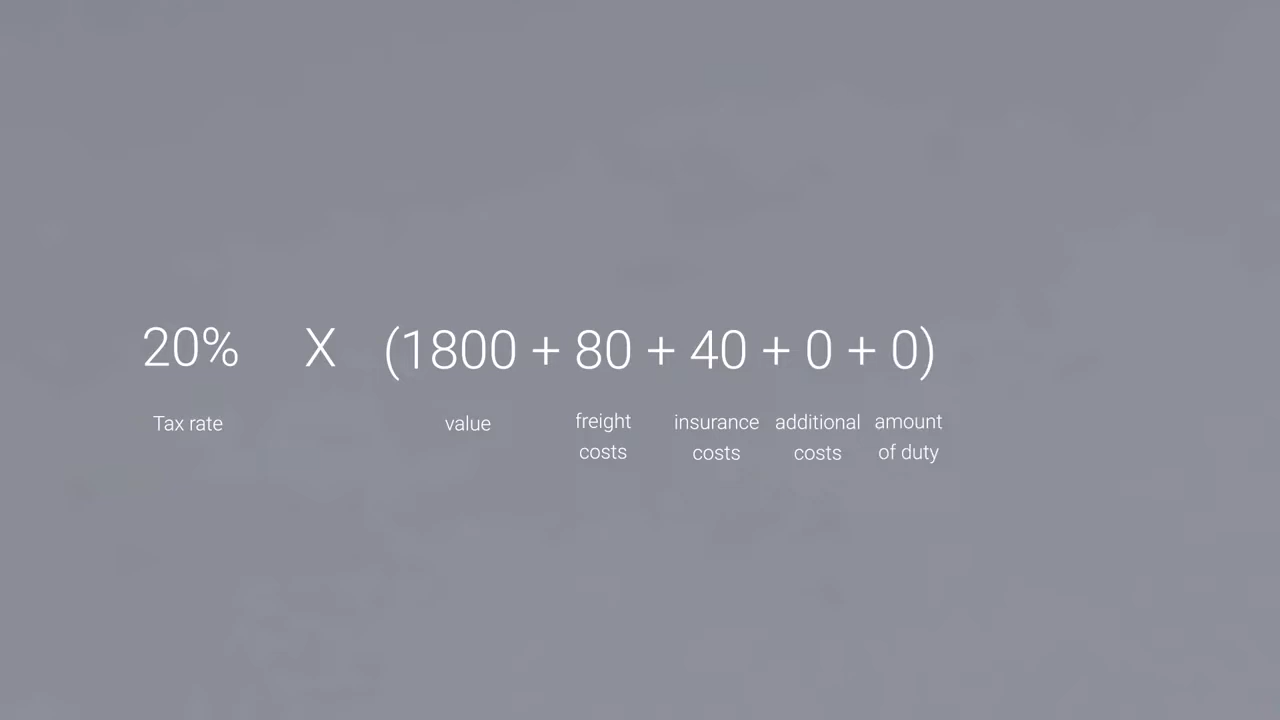 20% X (1800 + 80 + 40 + 0 + 0)
Tax rate value freight costs insurance costs additional costs amount of duty